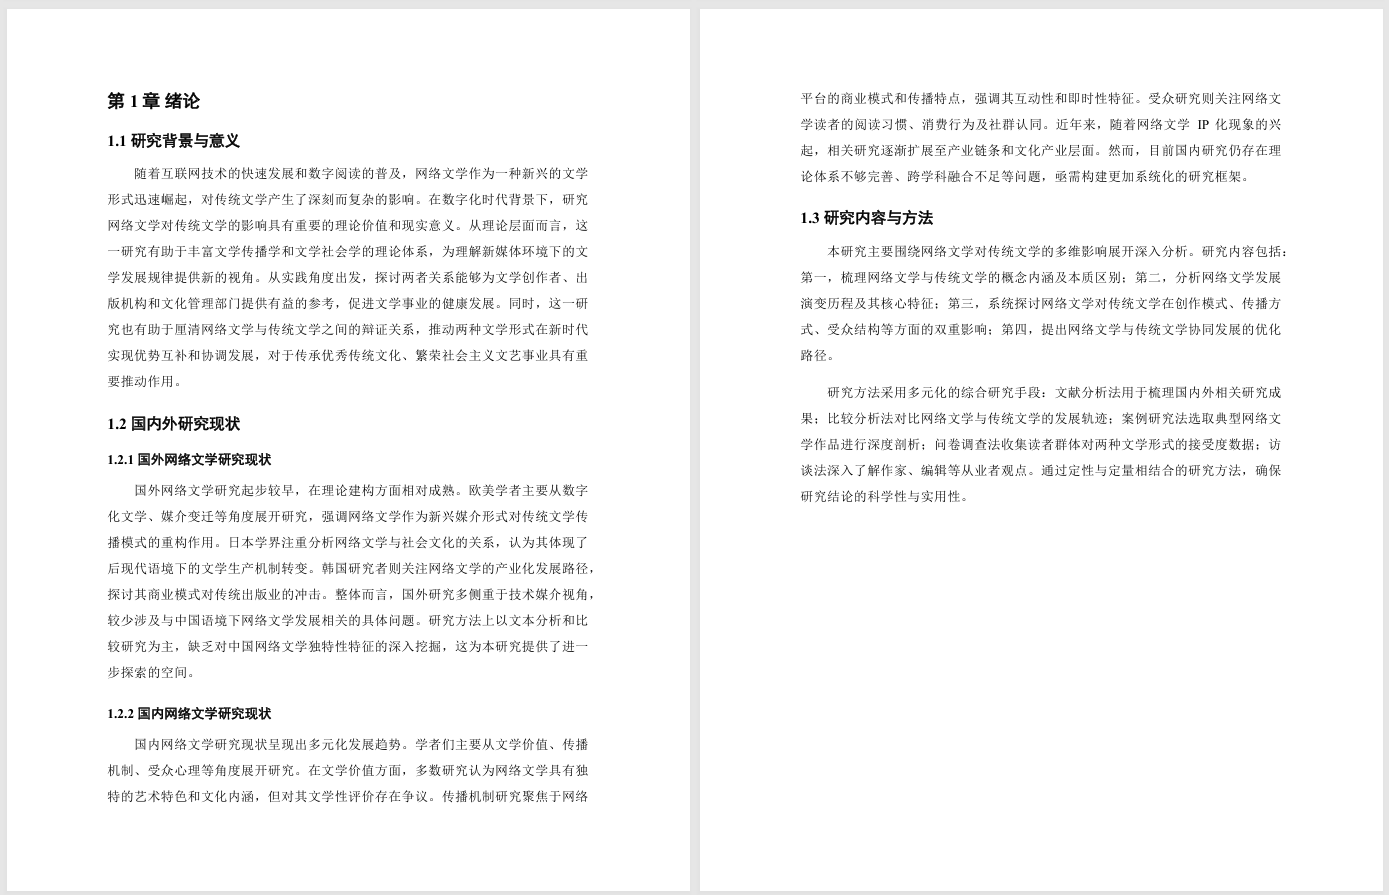 第 1 章 绪论
1.1 研究背景与意义
随着互联网技术的快速发展和数字阅读的普及，网络文学作为一种新兴的文学
形式迅速崛起，对传统文学产生了深刻而复杂的影响。在数字化时代背景下，研究
网络文学对传统文学的影响具有重要的理论价值和现实意义。从理论层面而言，这
一研究有助于丰富文学传播学和文学社会学的理论体系，为理解新媒体环境下的文
学发展规律提供新的视角。从实践角度出发，探讨两者关系能够为文学创作者、出
版机构和文化管理部门提供有益的参考，促进文学事业的健康发展。同时，这一研
究也有助于厘清网络文学与传统文学之间的辩证关系，推动两种文学形式在新时代
实现优势互补和协调发展，对于传承优秀传统文化、繁荣社会主义文艺事业具有重
要推动作用。
1.2 国内外研究现状
1.2.1 国外网络文学研究现状
国外网络文学研究起步较早，在理论建构方面相对成熟。欧美学者主要从数字
化文学、媒介变迁等角度展开研究，强调网络文学作为新兴媒介形式对传统文学传
播模式的重构作用。日本学界注重分析网络文学与社会文化的关系，认为其体现了
后现代语境下的文学生产机制转变。韩国研究者则关注网络文学的产业化发展路径，
探讨其商业模式对传统出版业的冲击。整体而言，国外研究多侧重于技术媒介视角，
较少涉及与中国语境下网络文学发展相关的具体问题。研究方法上以文本分析和比
较研究为主，缺乏对中国网络文学独特性特征的深入挖掘，这为本研究提供了进一
步探索的空间。
1.2.2 国内网络文学研究现状
国内网络文学研究现状呈现出多元化发展趋势。学者们主要从文学价值、传播
机制、受众心理等角度展开研究。在文学价值方面，多数研究认为网络文学具有独
特的艺术特色和文化内涵，但对其文学性评价存在争议。传播机制研究聚焦于网络
平台的商业模式和传播特点，强调其互动性和即时性特征。受众研究则关注网络文
学读者的阅读习惯、消费行为及社群认同。近年来，随着网络文学 IP 化现象的兴
起，相关研究逐渐扩展至产业链条和文化产业层面。然而，目前国内研究仍存在理
论体系不够完善、跨学科融合不足等问题，亟需构建更加系统化的研究框架。
1.3 研究内容与方法
本研究主要围绕网络文学对传统文学的多维影响展开深入分析。研究内容包括：
第一，梳理网络文学与传统文学的概念内涵及本质区别；第二，分析网络文学发展
演变历程及其核心特征；第三，系统探讨网络文学对传统文学在创作模式、传播方
式、受众结构等方面的双重影响；第四，提出网络文学与传统文学协同发展的优化
路径。
研究方法采用多元化的综合研究手段：文献分析法用于梳理国内外相关研究成
果；比较分析法对比网络文学与传统文学的发展轨迹；案例研究法选取典型网络文
学作品进行深度剖析；问卷调查法收集读者群体对两种文学形式的接受度数据；访
谈法深入了解作家、编辑等从业者观点。通过定性与定量相结合的研究方法，确保
研究结论的科学性与实用性。